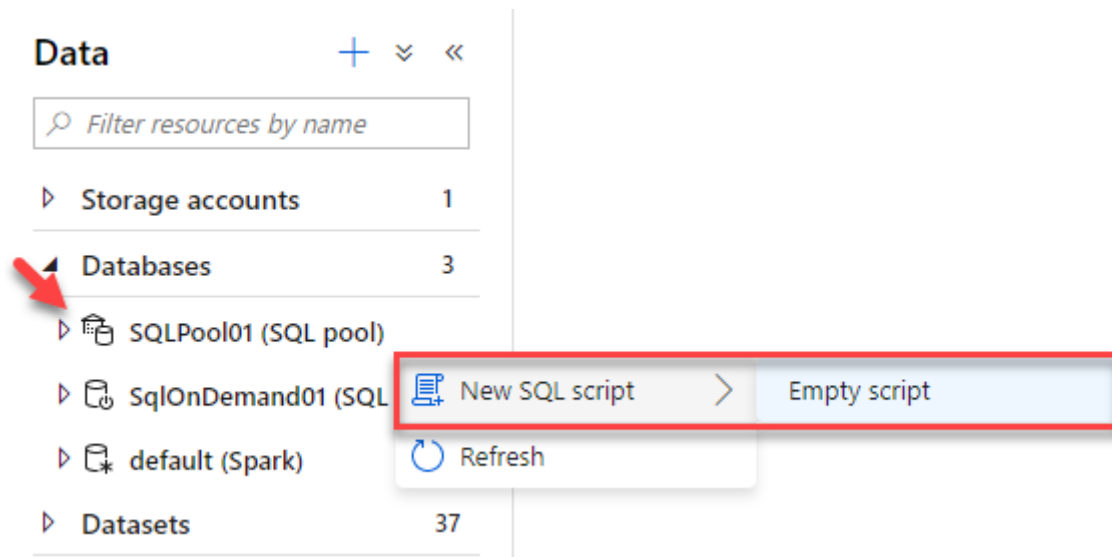 Data
Filter resources by name
Storage accounts 1
Databases 3
SQLPool01 (SQL pool)
SqlOnDemand01 (SQL
New SQL script Empty script
default (Spark)
Refresh
Datasets 37